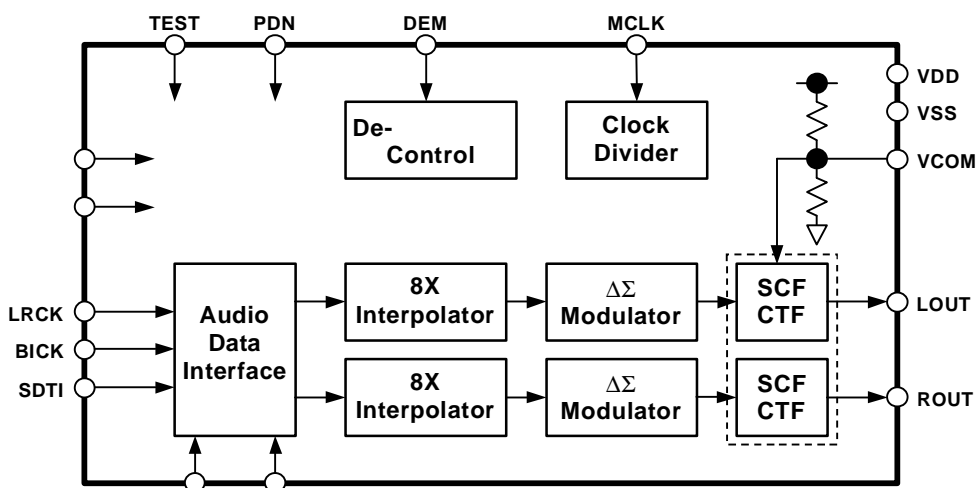 TEST PDN DEM MCLK
VDD
VSS
VCOM
De-
Control
Clock
Divider
LRCK
BICK
SDTI
Audio
Data
Interface
8X
Interpolator
ΔΣ
Modulator
SCF
CTF
LOUT
8X
Interpolator
ΔΣ
Modulator
SCF
CTF
ROUT